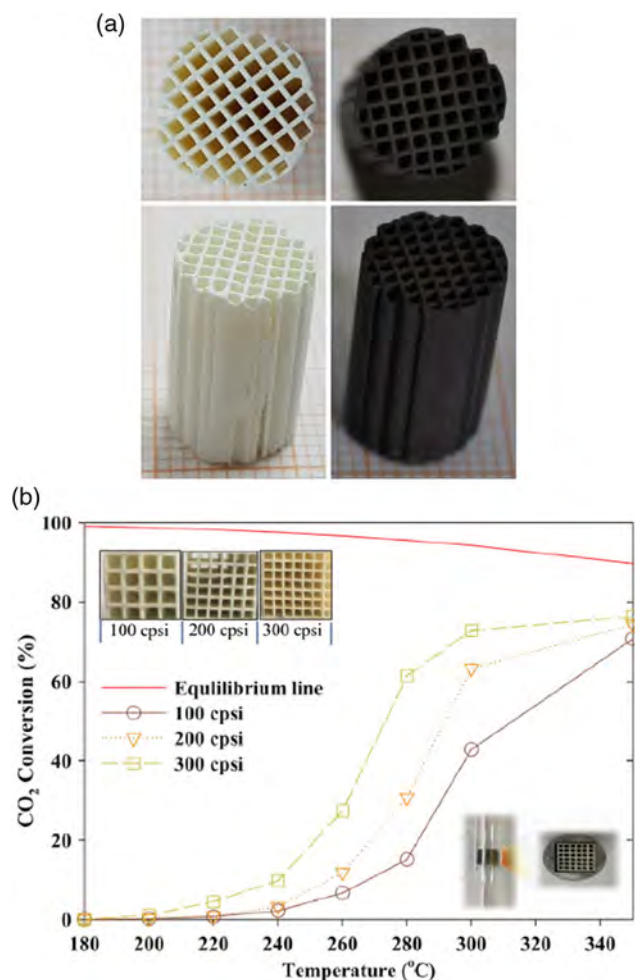 (a)
(b)
100
80
60
40
20
0
CO₂ Conversion (%)
100 cpsi 200 cpsi 300 cpsi
Equlilibrium line
100 cpsi
200 cpsi
300 cpsi
180 200 220 240 260 280 300 320 340
Temperature (°C)